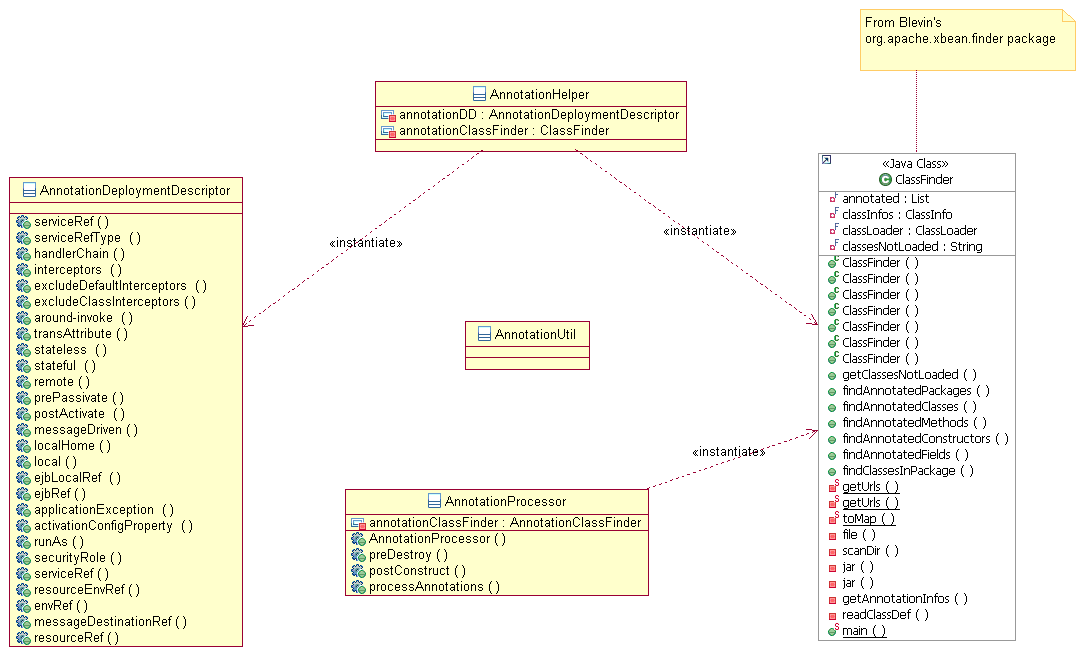 From Blevin's
org.apache.xbean.finder package
AnnotationHelper
annotationDD : AnnotationDeploymentDescriptor
annotationClassFinder : ClassFinder
«Java Class»
ClassFinder
annotated : List
classInfos : ClassInfo
classLoader : ClassLoader
classesNotLoaded : String
ClassFinder ( )
ClassFinder ( )
ClassFinder ( )
ClassFinder ( )
ClassFinder ( )
ClassFinder ( )
ClassFinder ( )
getClassesNotLoaded ( )
findAnnotatedPackages ( )
findAnnotatedClasses ( )
findAnnotatedMethods ( )
findAnnotatedConstructors ( )
findAnnotatedFields ( )
findClassesInPackage ( )
getUrls ( )
getUrls ( )
toMap ( )
file ( )
scanDir ( )
jar ( )
jar ( )
getAnnotationInfos ( )
readClassDef ( )
main ( )
AnnotationDeploymentDescriptor
serviceRef ( )
serviceRefType ( )
handlerChain ( )
interceptors ( )
excludeDefaultInterceptors ( )
excludeClassInterceptors ( )
around-invoke ( )
transAttribute ( )
stateless ( )
stateful ( )
remote ( )
prePassivate ( )
postActivate ( )
messageDriven ( )
localHome ( )
local ( )
ejbLocalRef ( )
ejbRef ( )
applicationException ( )
activationConfigProperty ( )
runAs ( )
securityRole ( )
serviceRef ( )
resourceEnvRef ( )
envRef ( )
messageDestinationRef ( )
resourceRef ( )
«instantiate»
«instantiate»
AnnotationUtil
«instantiate»
AnnotationProcessor
annotationClassFinder : AnnotationClassFinder
AnnotationProcessor ( )
preDestroy ( )
postConstruct ( )
processAnnotations ( )